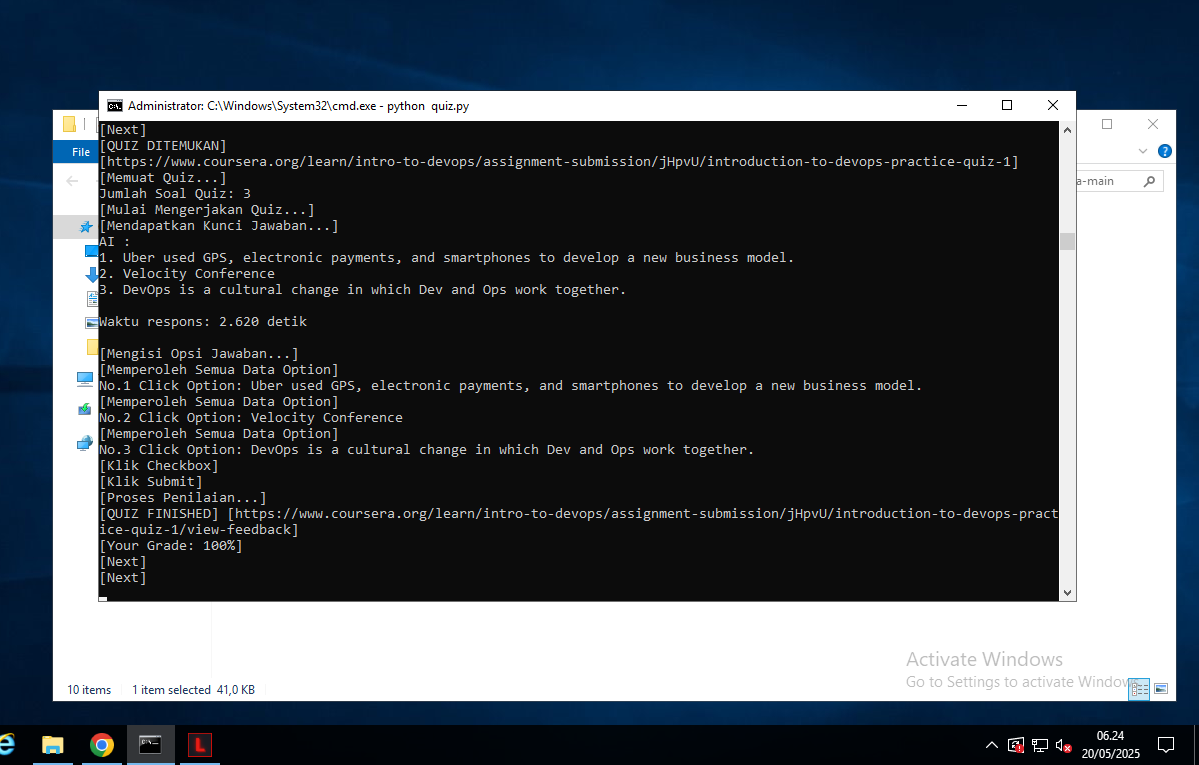 Administrator: C:\Windows\System32\cmd.exe - python  quiz.py
File
a-main
[Next]
[QUIZ DITEMUKAN]
[https://www.coursera.org/learn/intro-to-devops/assignment-submission/jHpvU/introduction-to-devops-practice-quiz-1]
[Memuat Quiz...]
Jumlah Soal Quiz: 3
[Mulai Mengerjakan Quiz...]
[Mendapatkan Kunci Jawaban...]
AI :
1. Uber used GPS, electronic payments, and smartphones to develop a new business model.
2. Velocity Conference
3. DevOps is a cultural change in which Dev and Ops work together.
Waktu respons: 2.620 detik
[Mengisi Opsi Jawaban...]
[Memperoleh Semua Data Option]
No.1 Click Option: Uber used GPS, electronic payments, and smartphones to develop a new business model.
[Memperoleh Semua Data Option]
No.2 Click Option: Velocity Conference
[Memperoleh Semua Data Option]
No.3 Click Option: DevOps is a cultural change in which Dev and Ops work together.
[Klik Checkbox]
[Klik Submit]
[Proses Penilaian...]
[QUIZ FINISHED] [https://www.coursera.org/learn/intro-to-devops/assignment-submission/jHpvU/introduction-to-devops-pract
ice-quiz-1/view-feedback]
[Your Grade: 100%]
[Next]
[Next]
Activate Windows
Go to Settings to activate Windows
10 items 1 item selected 41,0 KB
L
06.24
20/05/2025